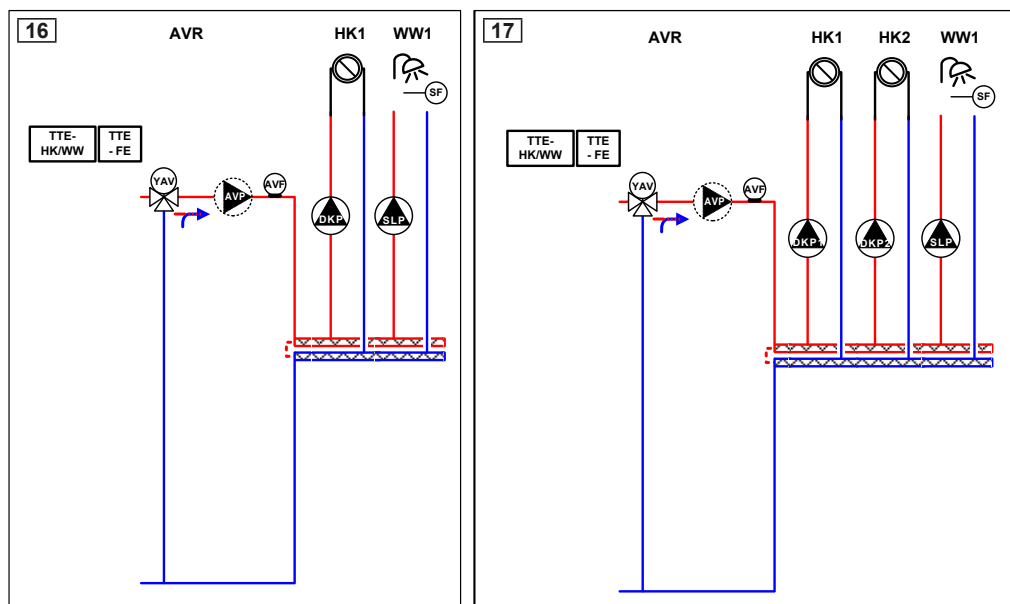 16
AVR
HK1
WW1
SF
TTE-
HK/WW
TTE
- FE
YAV
AVP
AVF
DKP
SLP
17
AVR
HK1
HK2
WW1
SF
TTE-
HK/WW
TTE
- FE
YAV
AVP
AVF
DKP1
DKP2
SLP